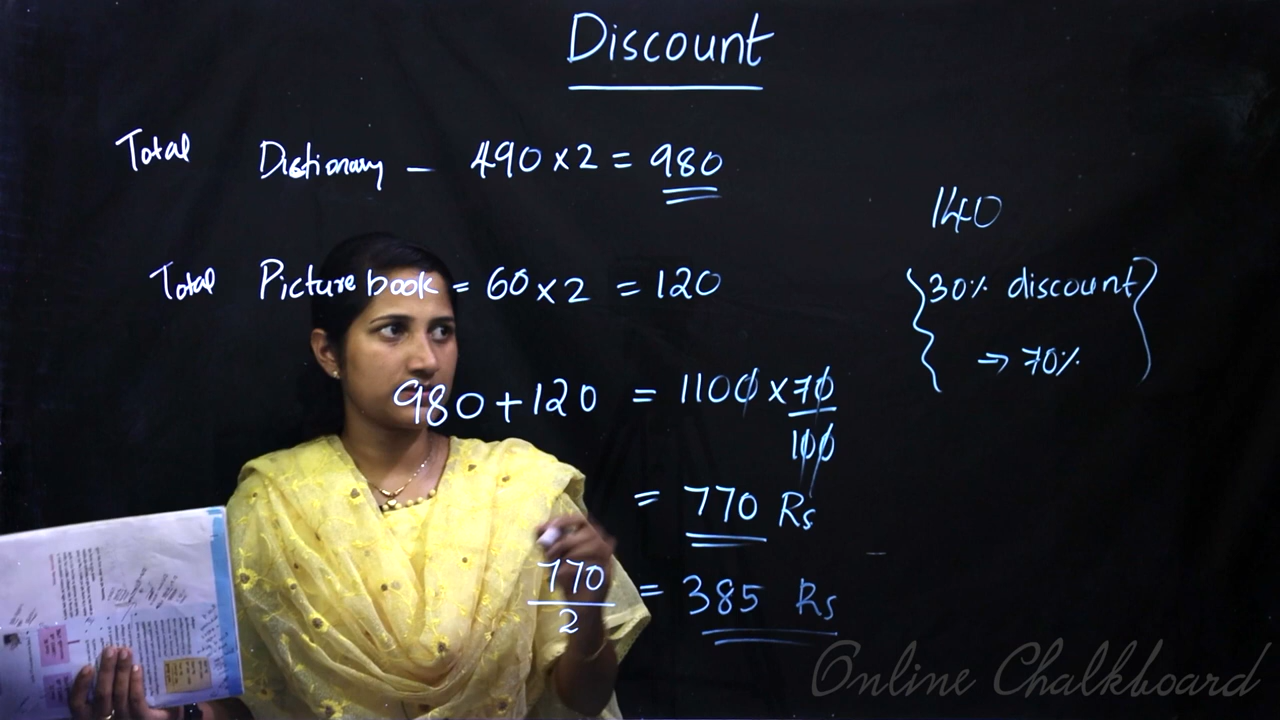 Discount
Total Dictionary - 490 × 2 = 980
140
Total Picture book = 60 × 2 = 120
30% discount
→ 70%
980 + 120 = 1100 × 70
100
= 770 Rs
770
2
= 385 Rs
Online Chalkboard